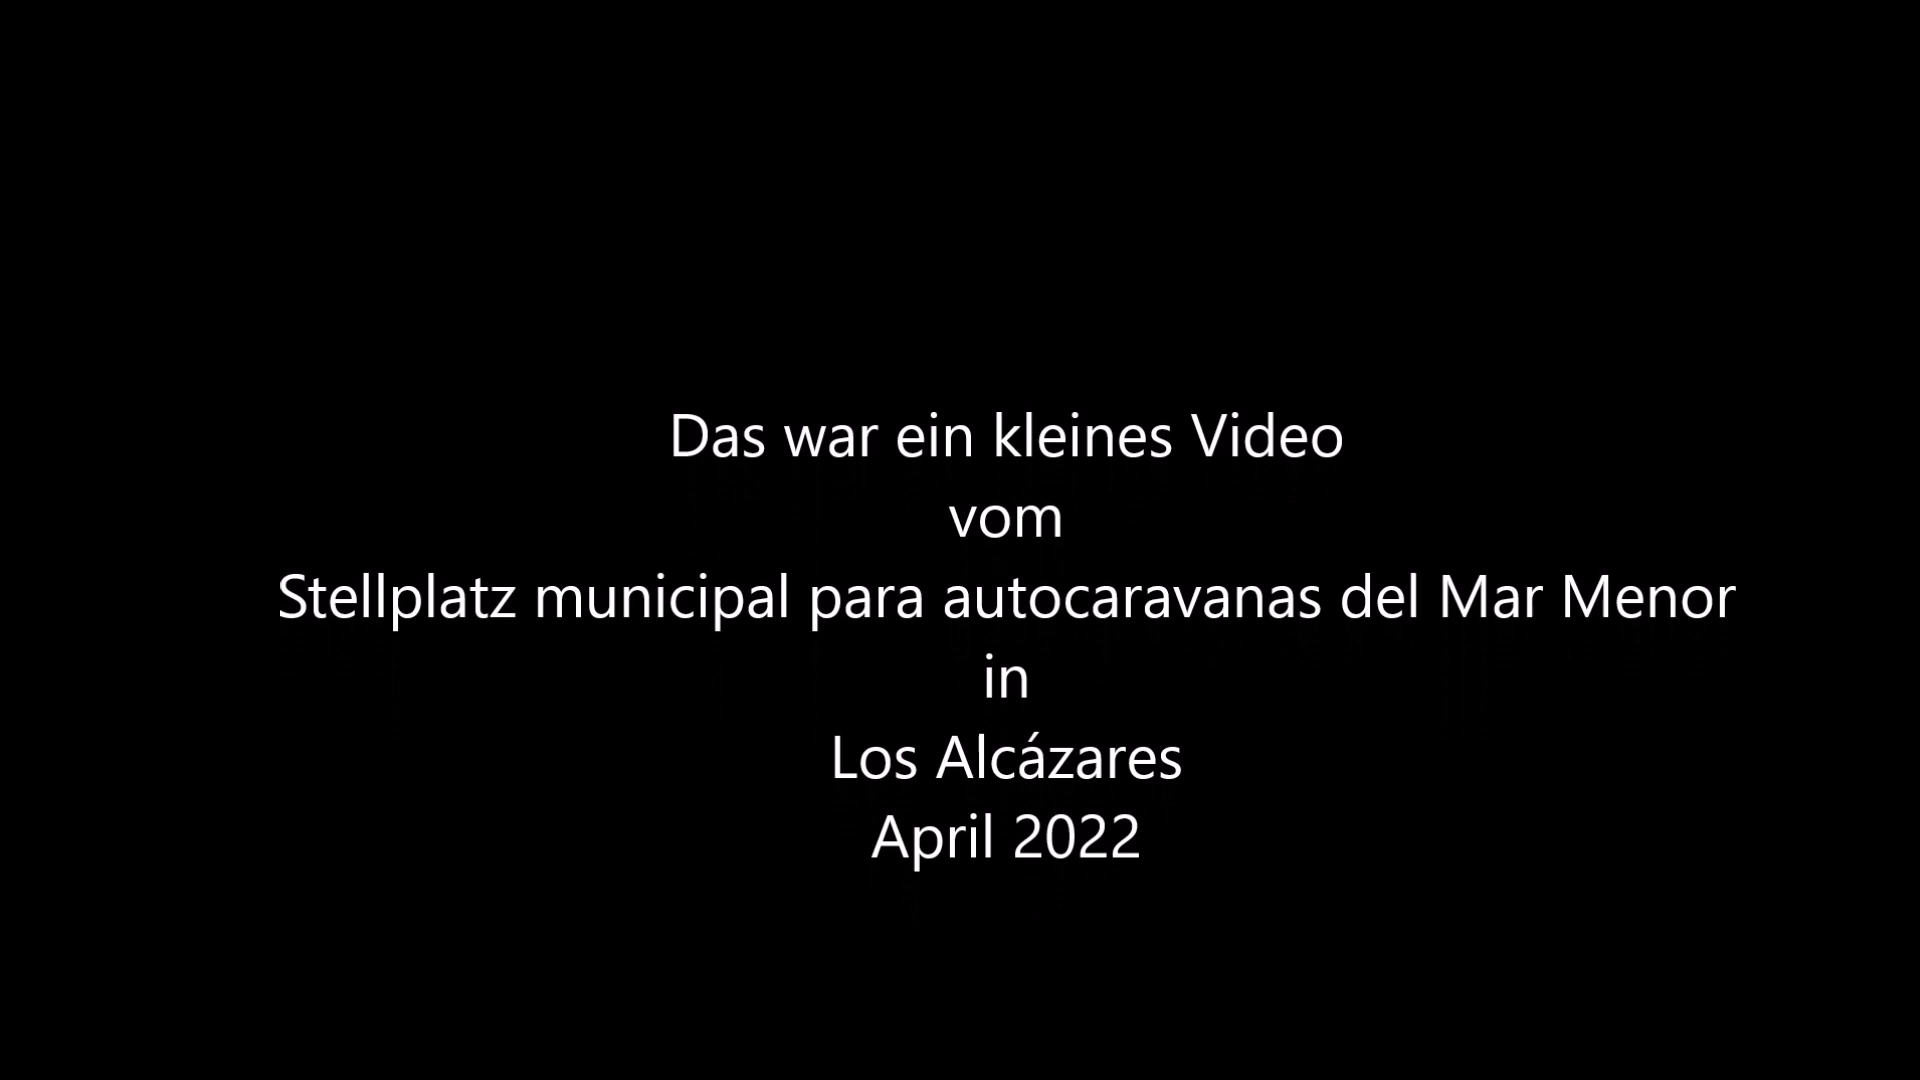 Das war ein kleines Video
vom
Stellplatz municipal para autocaravanas del Mar Menor
in
Los Alcázares
April 2022